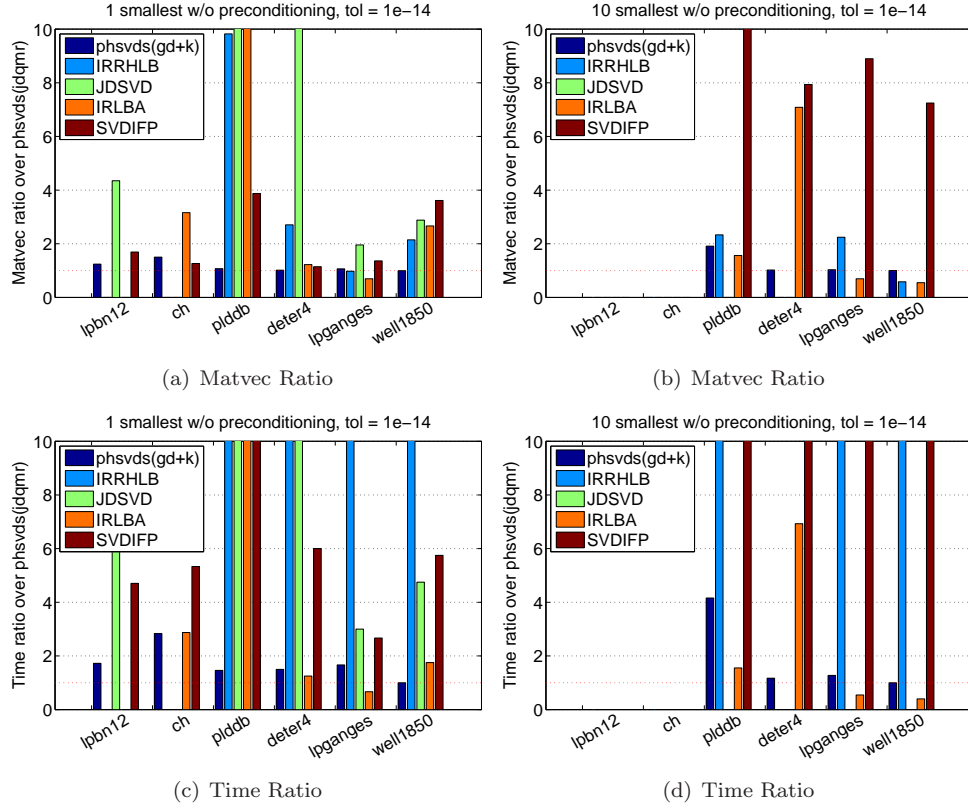 1 smallest w/o preconditioning, tol = 1e−14
Matvec ratio over phsvds(jdqmr)
10
8
6
4
2
0
phsvds(gd+k)
IRRHLB
JDSVD
IRLBA
SVDIFP
lpbn12
ch
plddb
deter4
lpganges
well1850
(a) Matvec Ratio
10 smallest w/o preconditioning, tol = 1e−14
Matvec ratio over phsvds(jdqmr)
10
8
6
4
2
0
phsvds(gd+k)
IRRHLB
JDSVD
IRLBA
SVDIFP
lpbn12
ch
plddb
deter4
lpganges
well1850
(b) Matvec Ratio
1 smallest w/o preconditioning, tol = 1e−14
Time ratio over phsvds(jdqmr)
10
8
6
4
2
0
phsvds(gd+k)
IRRHLB
JDSVD
IRLBA
SVDIFP
lpbn12
ch
plddb
deter4
lpganges
well1850
(c) Time Ratio
10 smallest w/o preconditioning, tol = 1e−14
Time ratio over phsvds(jdqmr)
10
8
6
4
2
0
phsvds(gd+k)
IRRHLB
JDSVD
IRLBA
SVDIFP
lpbn12
ch
plddb
deter4
lpganges
well1850
(d) Time Ratio